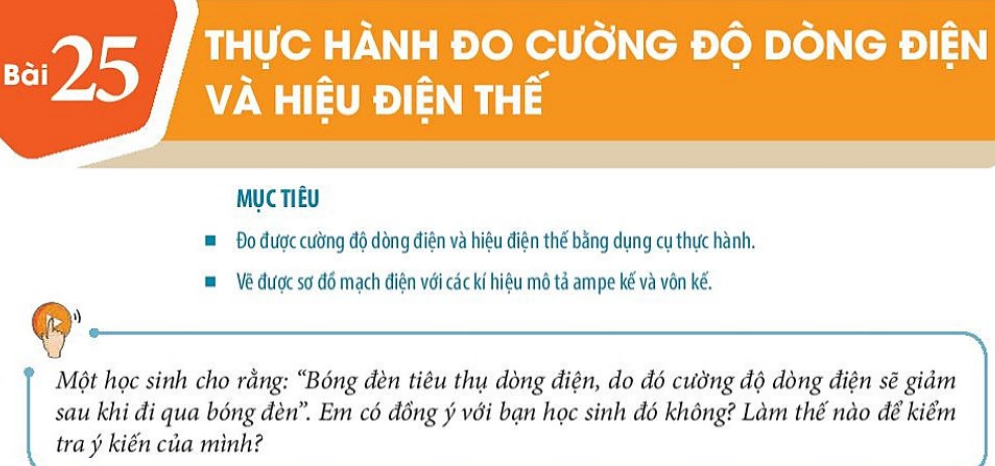 Bài 25
THỰC HÀNH ĐO CƯỜNG ĐỘ DÒNG ĐIỆN
VÀ HIỆU ĐIỆN THẾ
MỤC TIÊU
Đo được cường độ dòng điện và hiệu điện thế bằng dụng cụ thực hành.
Vẽ được sơ đồ mạch điện với các kí hiệu mô tả ampe kế và vôn kế.
Một học sinh cho rằng: “Bóng đèn tiêu thụ dòng điện, do đó cường độ dòng điện sẽ giảm
sau khi đi qua bóng đèn”. Em có đồng ý với bạn học sinh đó không? Làm thế nào để kiểm
tra ý kiến của mình?